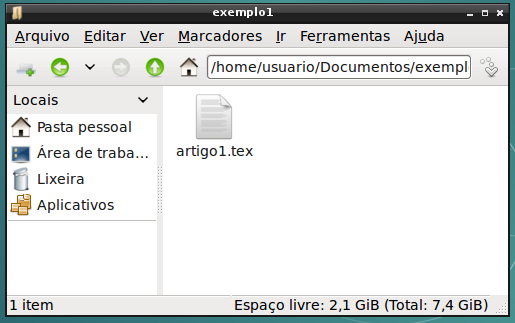 exemplo1
Arquivo Editar Ver Marcadores Ir Ferramentas Ajuda
/home/usuario/Documentos/exempl
Locais
Pasta pessoal
Área de traba...
Lixeira
Aplicativos
artigo1.tex
1 item
Espaço livre: 2,1 GiB (Total: 7,4 GiB)